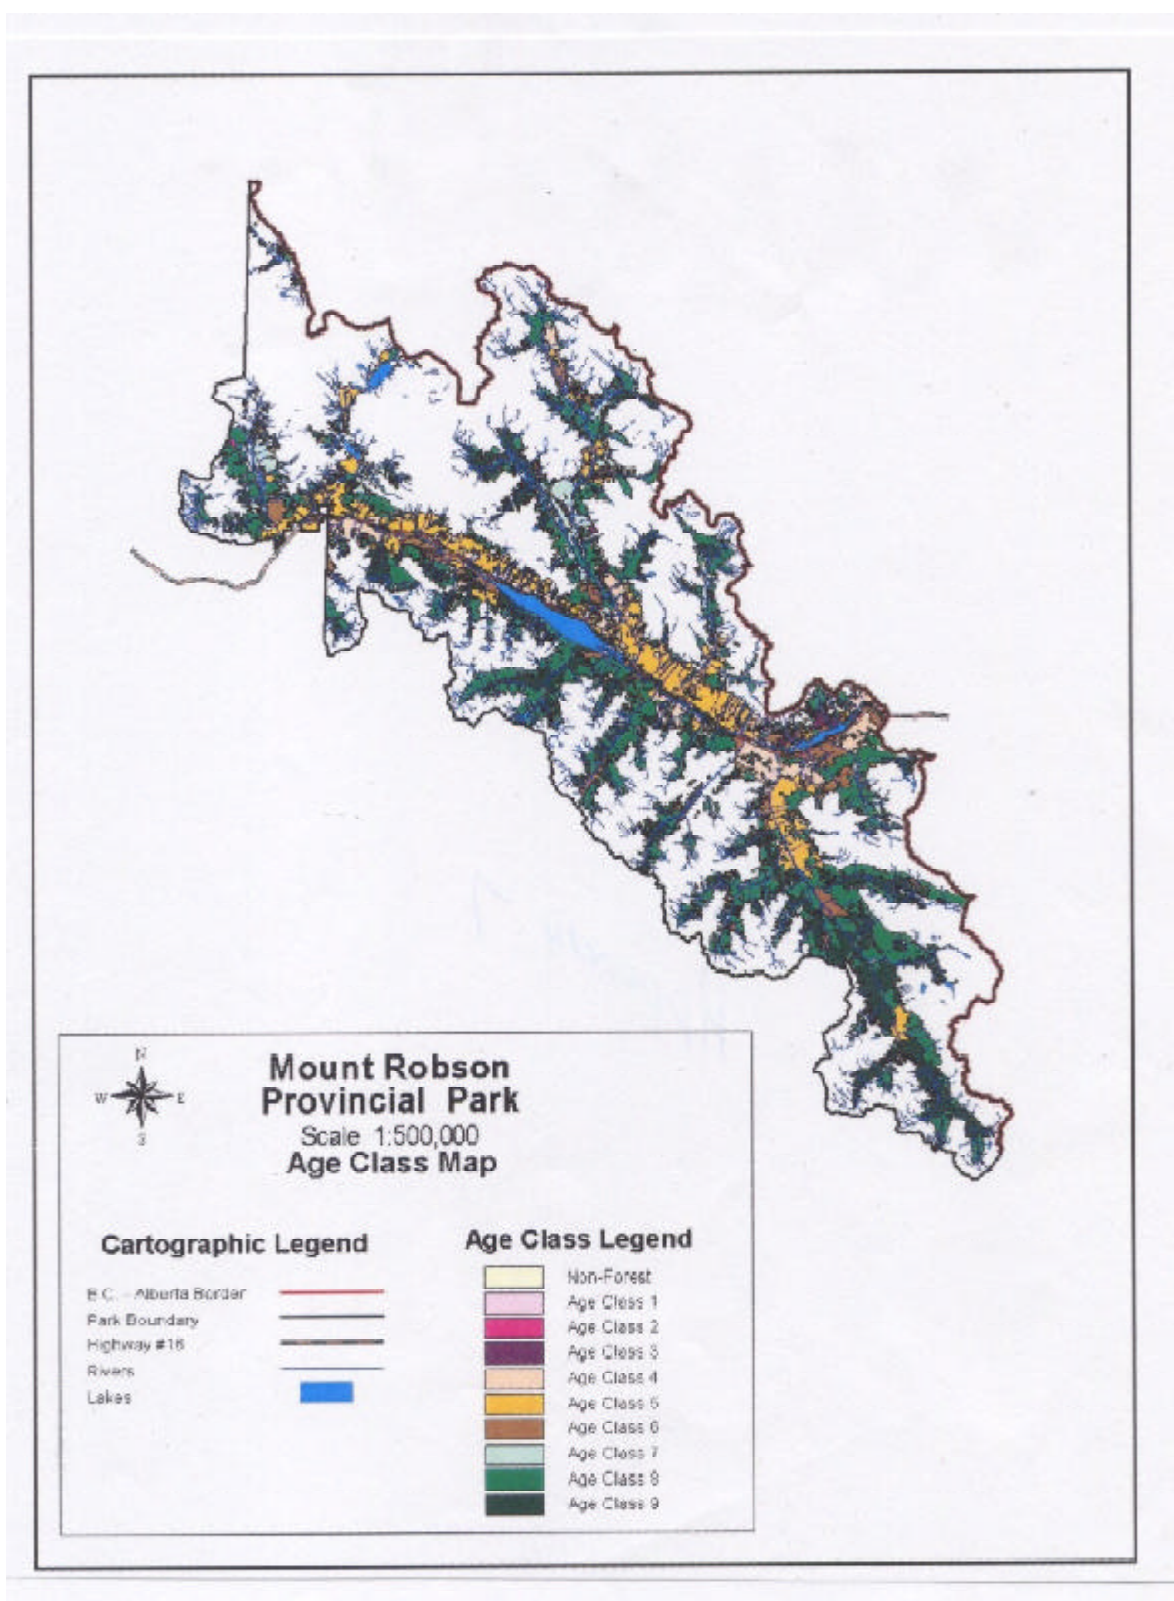 N
W E
S
Mount Robson
Provincial Park
Scale 1:500,000
Age Class Map
Cartographic Legend
B.C. - Alberta Border
Park Boundary
Highway #16
Rivers
Lakes
Age Class Legend
Non-Forest
Age Class 1
Age Class 2
Age Class 3
Age Class 4
Age Class 5
Age Class 6
Age Class 7
Age Class 8
Age Class 9